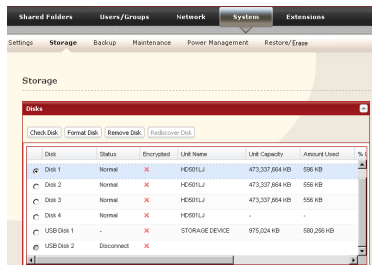 Shared Folders Users/Groups Network System Extensions
Settings Storage Backup Maintenance Power Management Restore/Erase
Storage
Disks
Check Disk Format Disk Remove Disk Rediscover Disk
Disk Status Encrypted Unit Name Unit Capacity Amount Used %
Disk 1 Normal HD501LJ 473,337,664 KB 596 KB
Disk 2 Normal HD501LJ 473,337,664 KB 556 KB
Disk 3 Normal HD501LJ 473,337,664 KB 556 KB
Disk 4 Normal HD501LJ - -
USB Disk 1 - STORAGE DEVICE 975,024 KB 580,256 KB
USB Disk 2 Disconnect